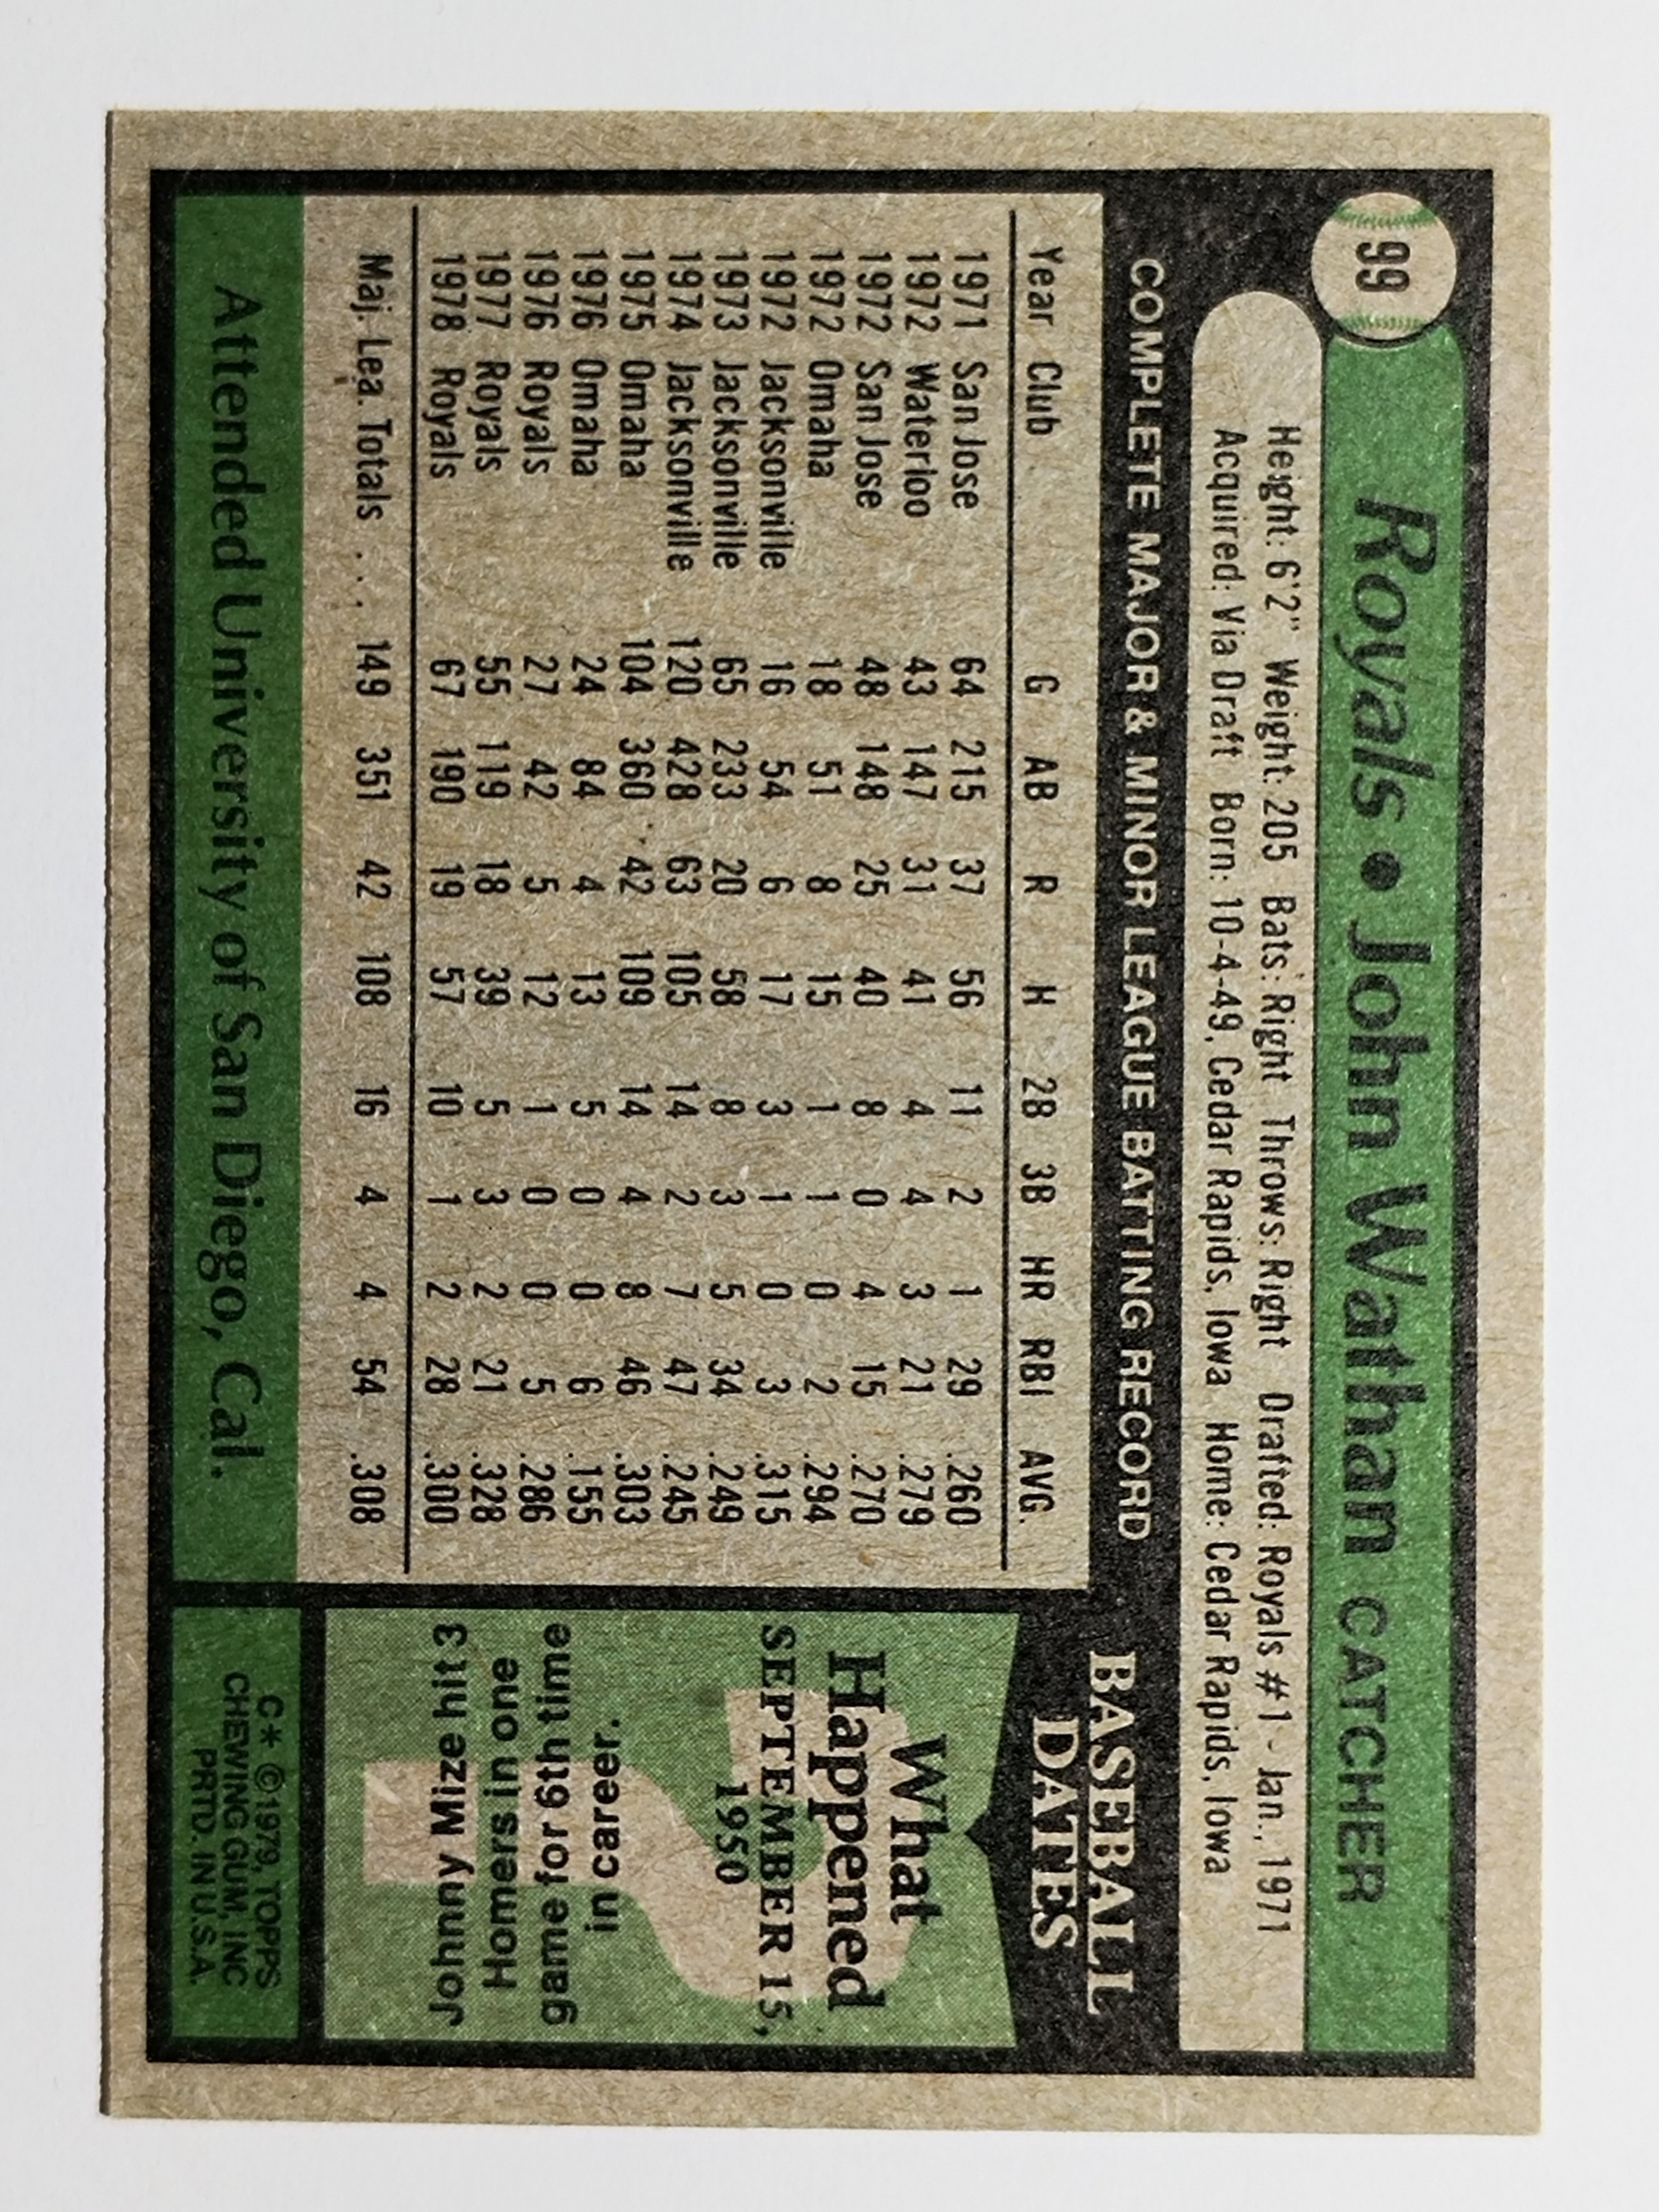 99
Royals • John Wathan CATCHER
Height: 6'2" Weight: 205 Bats: Right Throws: Right Drafted: Royals #1 - Jan., 1971
Acquired: Via Draft Born: 10-4-49, Cedar Rapids, Iowa Home: Cedar Rapids, Iowa
COMPLETE MAJOR & MINOR LEAGUE BATTING RECORD
Year Club G AB R H 2B 3B HR RBI AVG.
1971 San Jose 64 215 37 56 11 2 1 29 .260
1972 Waterloo 43 147 31 41 4 4 3 21 .279
1972 San Jose 48 148 25 40 8 0 4 15 .270
1972 Omaha 18 51 8 15 1 1 0 2 .294
1972 Jacksonville 16 54 6 17 3 1 0 3 .315
1973 Jacksonville 65 233 20 58 8 3 5 34 .249
1974 Jacksonville 120 428 63 105 14 2 7 47 .245
1975 Omaha 104 360 42 109 14 4 8 46 .303
1976 Omaha 24 84 4 13 5 0 0 6 .155
1976 Royals 27 42 5 12 1 0 0 5 .286
1977 Royals 55 119 18 39 5 3 2 21 .328
1978 Royals 67 190 19 57 10 1 2 28 .300
Maj. Lea. Totals . . . 149 351 42 108 16 4 4 54 .308
Attended University of San Diego, Cal.
BASEBALL
DATES
What
Happened
SEPTEMBER 15,
1950
Johnny Mize hit 3
Homers in one
game for 6th time
in career.
C* ©1979, TOPPS
CHEWING GUM, INC
PRTD. IN U.S.A.